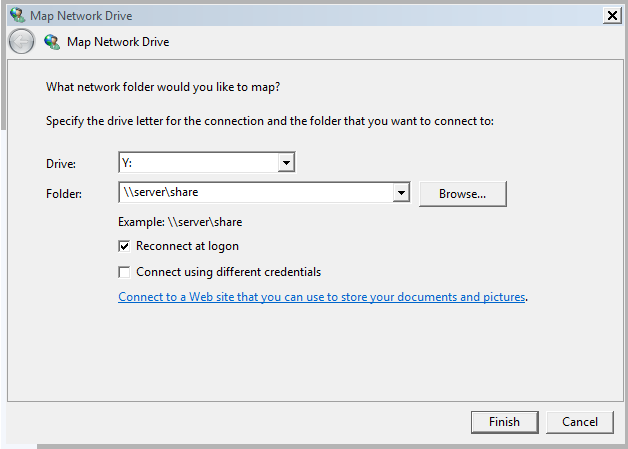 Map Network Drive
Map Network Drive
What network folder would you like to map?
Specify the drive letter for the connection and the folder that you want to connect to:
Drive: Y:
Folder: \\server\share Browse...
Example: \\server\share
Reconnect at logon
Connect using different credentials
Connect to a Web site that you can use to store your documents and pictures.
Finish Cancel